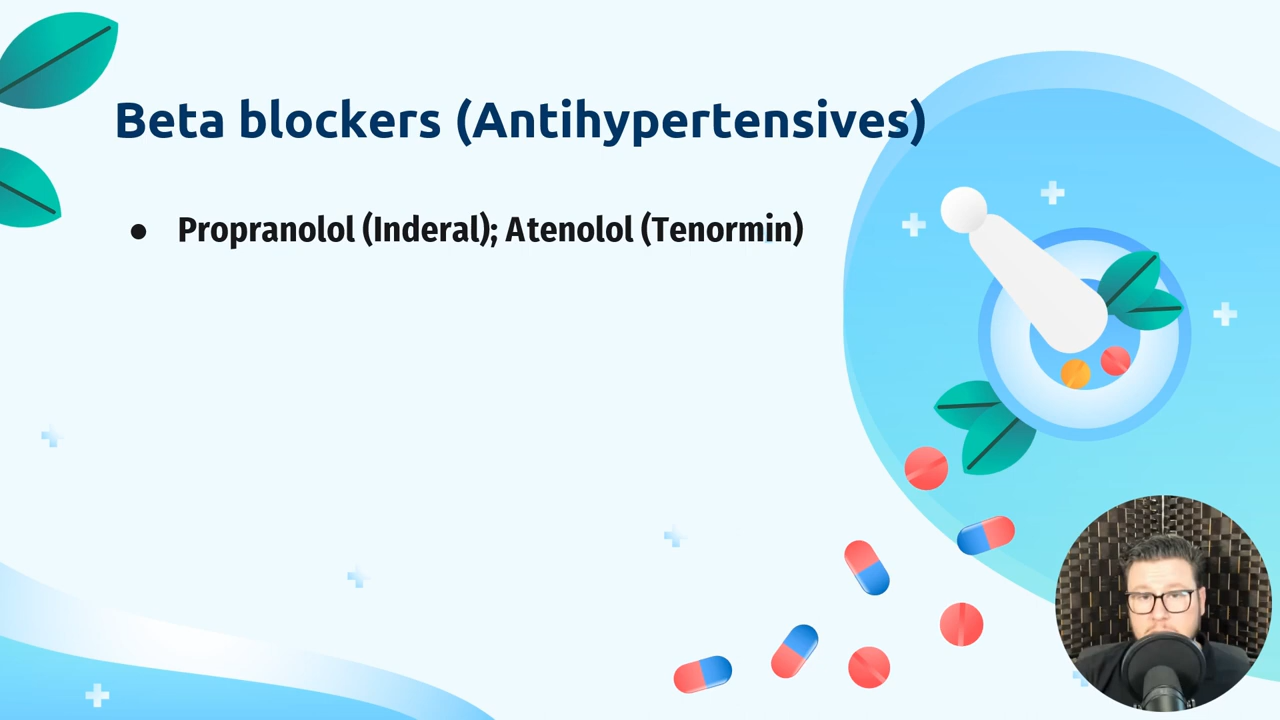 Beta blockers (Antihypertensives)
● Propranolol (Inderal); Atenolol (Tenormin)